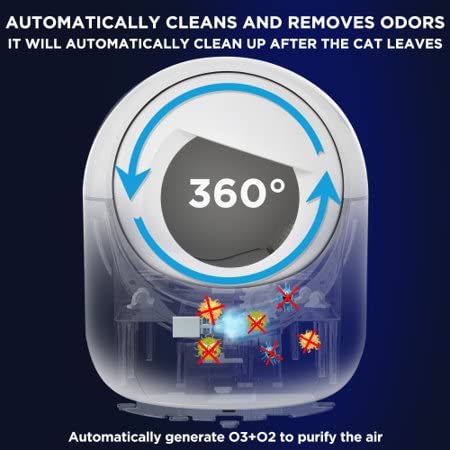 AUTOMATICALLY CLEANS AND REMOVES ODORS
IT WILL AUTOMATICALLY CLEAN UP AFTER THE CAT LEAVES
360°
Automatically generate O3+O2 to purify the air